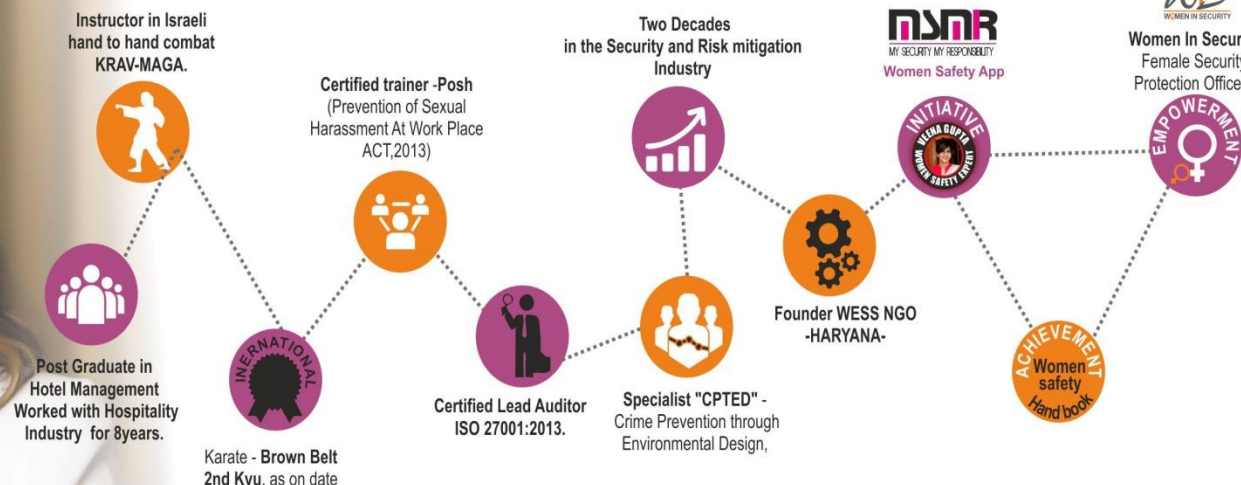 Instructor in Israeli
hand to hand combat
KRAV-MAGA.
Post Graduate in
Hotel Management
Worked with Hospitality
Industry for 8years.
INERNATIONAL
Karate - Brown Belt
2nd Kyu, as on date
Certified trainer -Posh
(Prevention of Sexual
Harassment At Work Place
ACT,2013)
Certified Lead Auditor
ISO 27001:2013.
Specialist "CPTED" -
Crime Prevention through
Environmental Design,
Two Decades
in the Security and Risk mitigation
Industry
Founder WESS NGO
-HARYANA-
MSMR
MY SECURITY MY RESPONSIBILITY
Women Safety App
INITIATIVE
VEENA GUPTA
WOMEN SAFETY EXPERT
ACHIEVEMENT
Women
safety
Hand book
WOMEN IN SECURITY
Women In Secur
Female Security
Protection Office
EMPOWERMENT